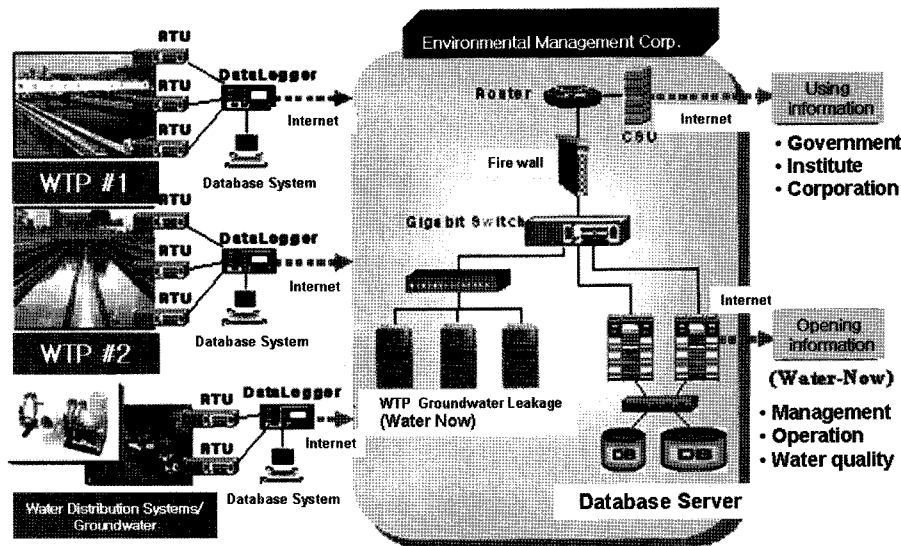 RTU
DataLogger
RTU
Internet
RTU
Database System
WTP #1
RTU
DataLogger
RTU
Internet
RTU
Database System
WTP #2
RTU
DataLogger
Internet
RTU
Database System
Water Distribution Systems/
Groundwater
Environmental Management Corp.
Router
CSU
Internet
Fire wall
Gigabit Switch
WTP Groundwater Leakage
(Water Now)
Internet
DB
DB
Database Server
Using
information
• Government
• Institute
• Corporation
Opening
information
(Water-Now)
• Management
• Operation
• Water quality